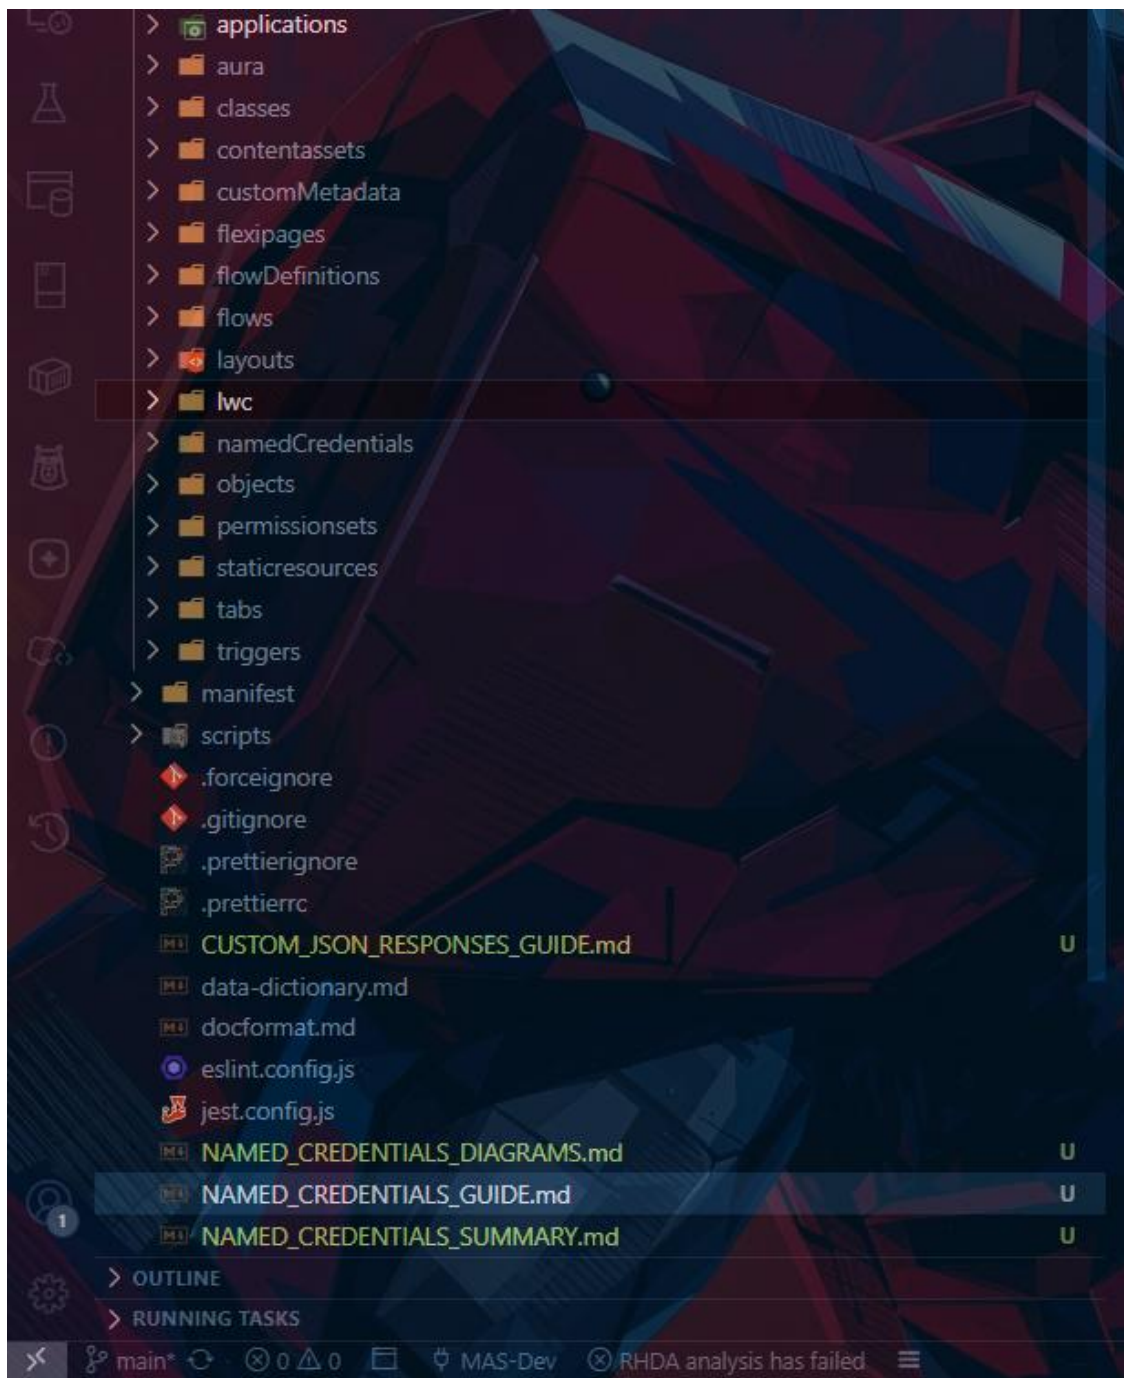 applications
aura
classes
contentassets
customMetadata
flexipages
flowDefinitions
flows
layouts
lwc
namedCredentials
objects
permissionsets
staticresources
tabs
triggers
manifest
scripts
.forceignore
.gitignore
.prettierignore
.prettierrc
CUSTOM_JSON_RESPONSES_GUIDE.md U
data-dictionary.md
docformat.md
eslint.config.js
jest.config.js
NAMED_CREDENTIALS_DIAGRAMS.md U
NAMED_CREDENTIALS_GUIDE.md U
1
NAMED_CREDENTIALS_SUMMARY.md U
OUTLINE
RUNNING TASKS
main* 0 0 MAS-Dev RHDA analysis has failed